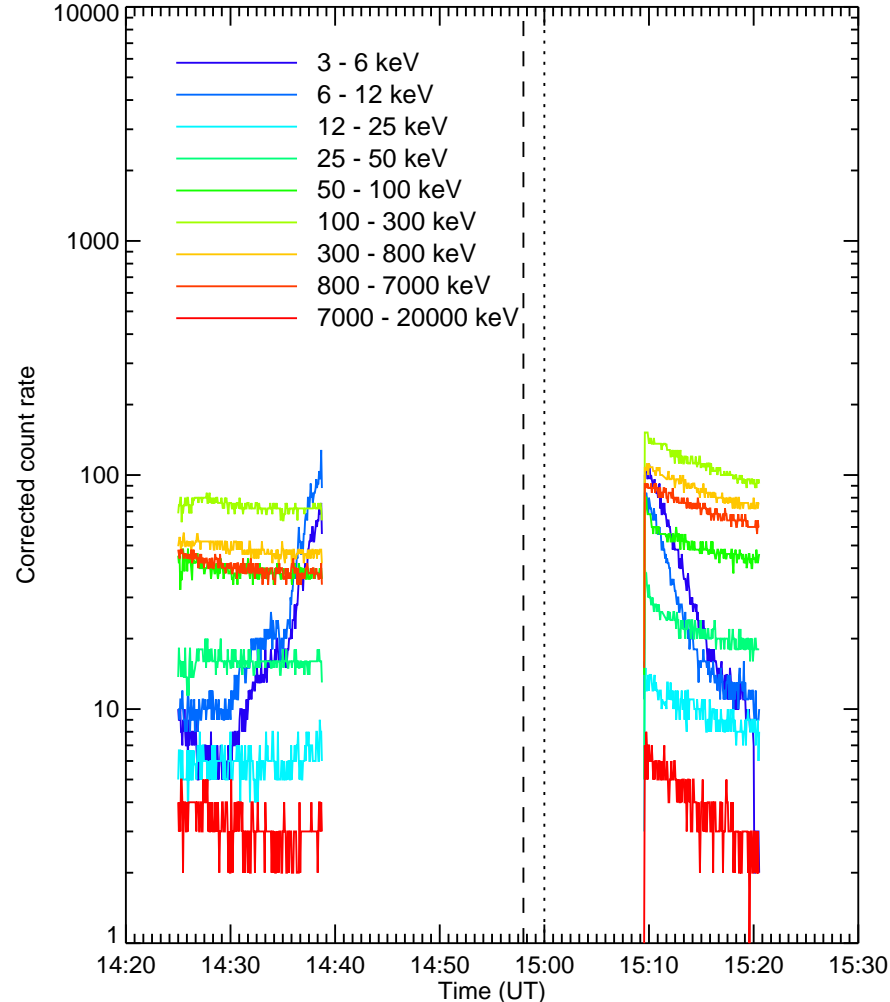 10000
1000
100
10
1
Corrected count rate
3 - 6 keV
6 - 12 keV
12 - 25 keV
25 - 50 keV
50 - 100 keV
100 - 300 keV
300 - 800 keV
800 - 7000 keV
7000 - 20000 keV
14:20 14:30 14:40 14:50 15:00 15:10 15:20 15:30
Time (UT)